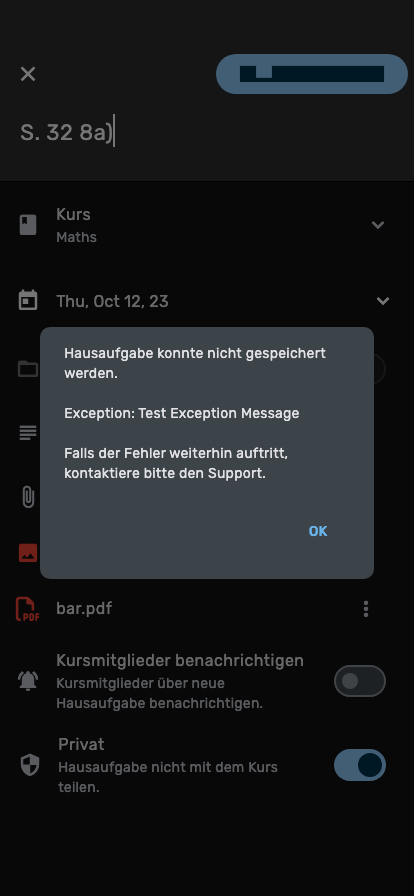 S. 32 8a)
Kurs
Maths
Thu, Oct 12, 23
Hausaufgabe konnte nicht gespeichert
werden.
Exception: Test Exception Message
Falls der Fehler weiterhin auftritt,
kontaktiere bitte den Support.
OK
PDF
bar.pdf
Kursmitglieder benachrichtigen
Kursmitglieder über neue
Hausaufgabe benachrichtigen.
Privat
Hausaufgabe nicht mit dem Kurs
teilen.